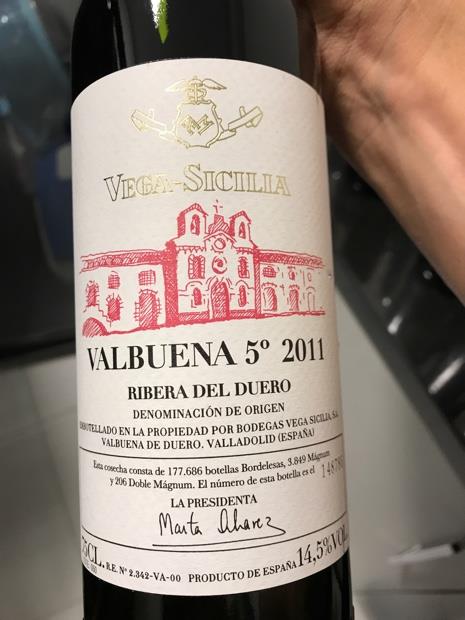 VEGA-SICILIA
VALBUENA 5º 2011
RIBERA DEL DUERO
DENOMINACIÓN DE ORIGEN
EMBOTELLADO EN LA PROPIEDAD POR BODEGAS VEGA SICILIA, S.A.
VALBUENA DE DUERO. VALLADOLID (ESPAÑA)
Esta cosecha consta de 177.686 botellas Bordelesas, 3.849 Mágnum
y 206 Doble Mágnum. El número de esta botella es el
LA PRESIDENTA
Marta Alvarez
75CL. R.E. Nº 2.342-VA-00 PRODUCTO DE ESPAÑA 14,5%VOL.